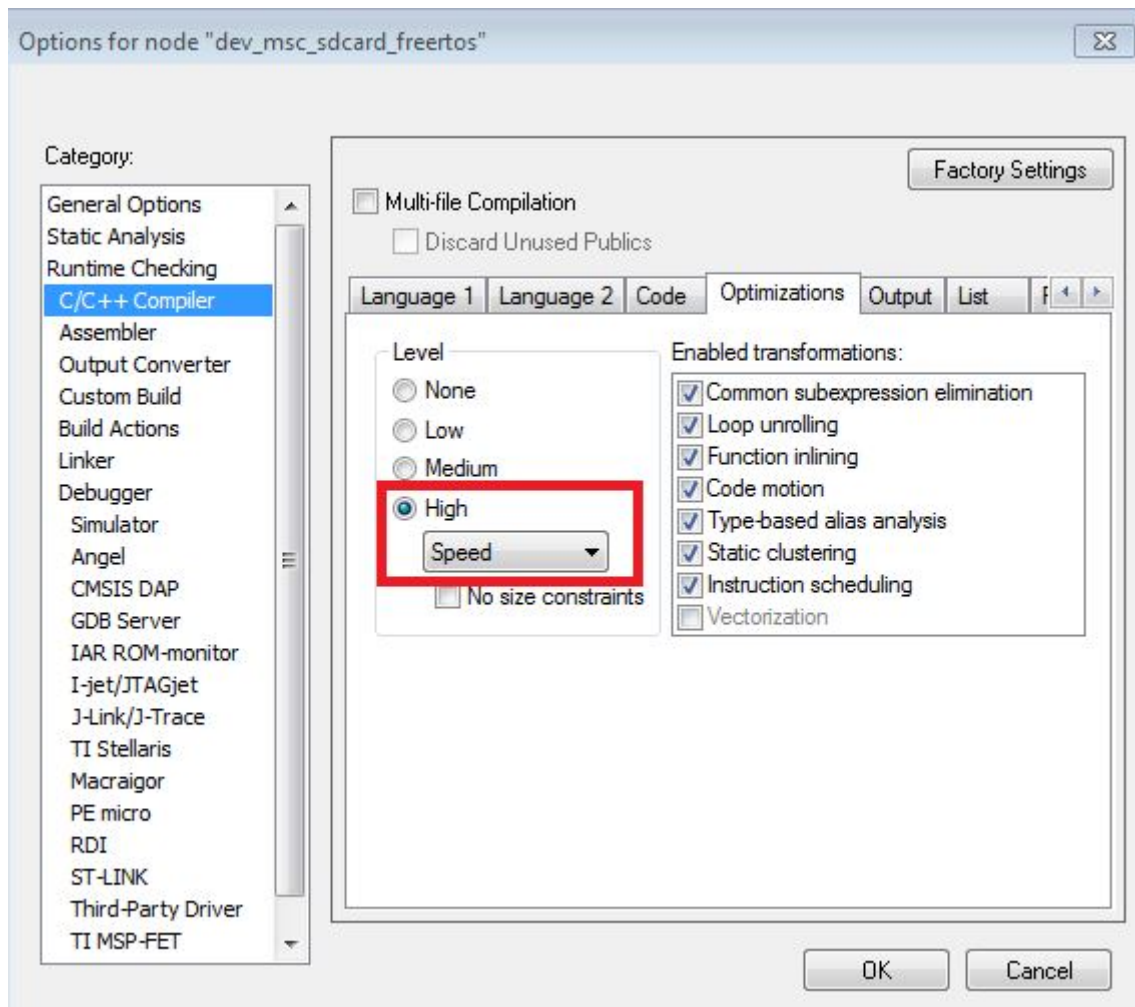 Options for node "dev_msc_sdcard_freertos"
Category:
General Options
Static Analysis
Runtime Checking
C/C++ Compiler
Assembler
Output Converter
Custom Build
Build Actions
Linker
Debugger
Simulator
Angel
CMSIS DAP
GDB Server
IAR ROM-monitor
I-jet/JTAGjet
J-Link/J-Trace
TI Stellaris
Macraigor
PE micro
RDI
ST-LINK
Third-Party Driver
TI MSP-FET
Factory Settings
Multi-file Compilation
Discard Unused Publics
Language 1 Language 2 Code Optimizations Output List
Level
None
Low
Medium
High
Speed
No size constraints
Enabled transformations:
Common subexpression elimination
Loop unrolling
Function inlining
Code motion
Type-based alias analysis
Static clustering
Instruction scheduling
Vectorization
OK Cancel